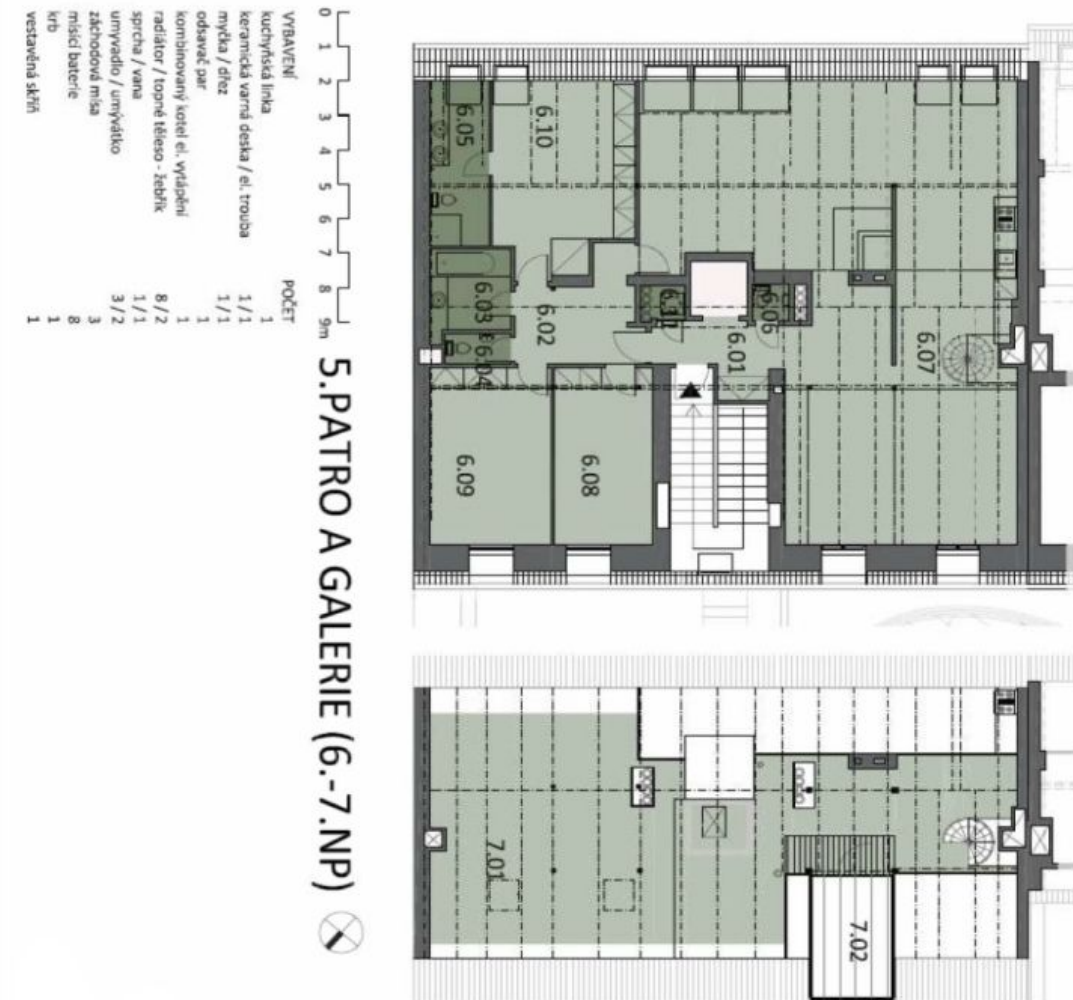 5.PATRO A GALERIE (6.-7.NP)
0 1 2 3 4 5 6 7 8 9m
VYBAVENÍ POČET
kuchyňská linka 1
keramická varná deska / el. trouba 1 / 1
myčka / dřez 1 / 1
odsavač par 1
kombinovaný kotel el. vytápění 1
radiátor / topné těleso - žebřík 8 / 2
sprcha / vana 1 / 1
umyvadlo / umývátko 3 / 2
záchodová mísa 3
mísící baterie 8
krb 1
vestavěná skříň 1
6.05
6.10
6.03
6.04
6.02
6.11
6.06
6.01
6.07
6.09
6.08
7.01
7.02